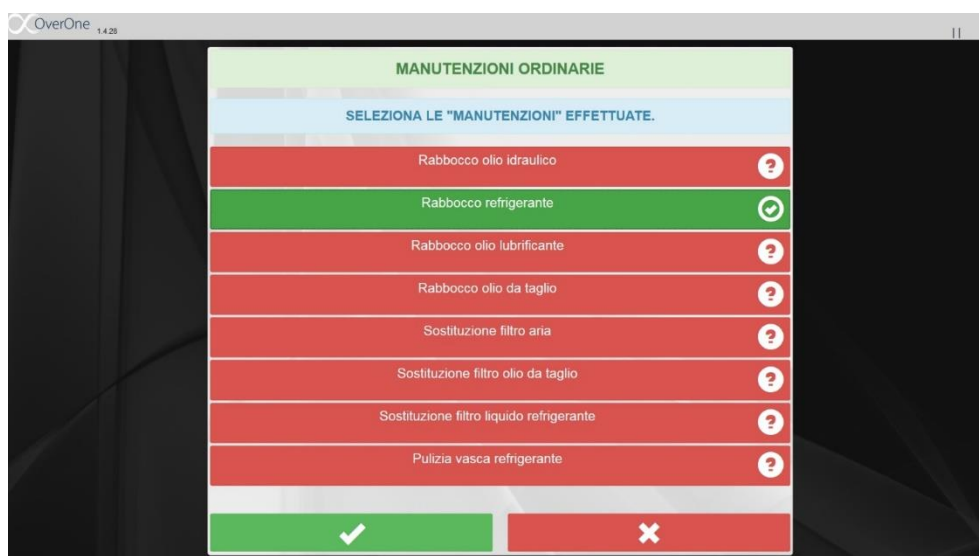 OverOne 1.4.26
MANUTENZIONI ORDINARIE
SELEZIONA LE "MANUTENZIONI" EFFETTUATE.
Rabbocco olio idraulico
Rabbocco refrigerante
Rabbocco olio lubrificante
Rabbocco olio da taglio
Sostituzione filtro aria
Sostituzione filtro olio da taglio
Sostituzione filtro liquido refrigerante
Pulizia vasca refrigerante